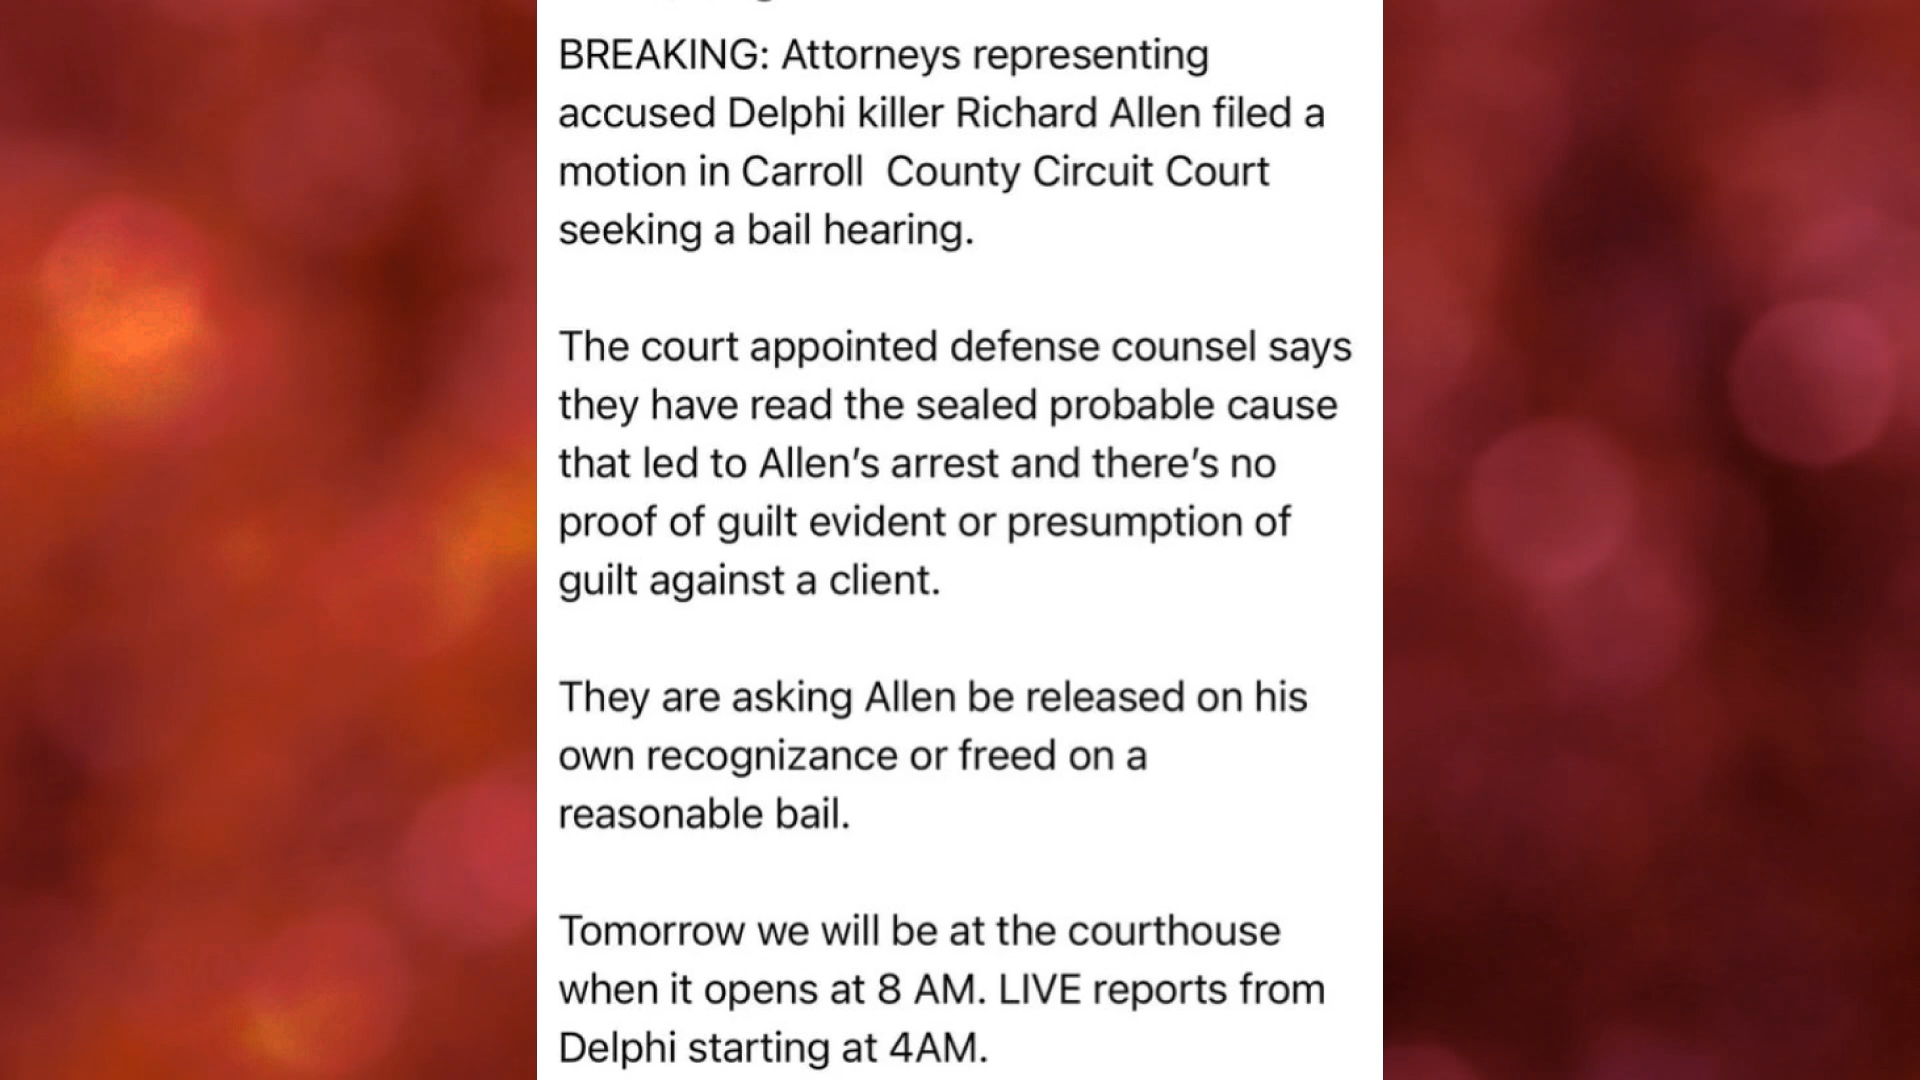 BREAKING: Attorneys representing
accused Delphi killer Richard Allen filed a
motion in Carroll  County Circuit Court
seeking a bail hearing.
The court appointed defense counsel says
they have read the sealed probable cause
that led to Allen’s arrest and there’s no
proof of guilt evident or presumption of
guilt against a client.
They are asking Allen be released on his
own recognizance or freed on a
reasonable bail.
Tomorrow we will be at the courthouse
when it opens at 8 AM. LIVE reports from
Delphi starting at 4AM.